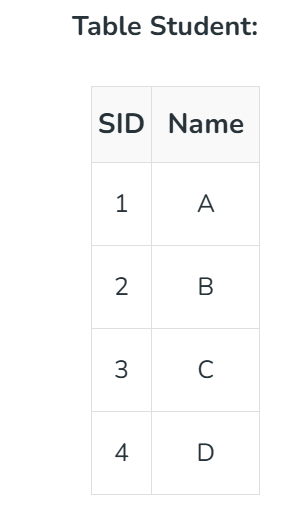 Table Student:
SID Name
1 A
2 B
3 C
4 D